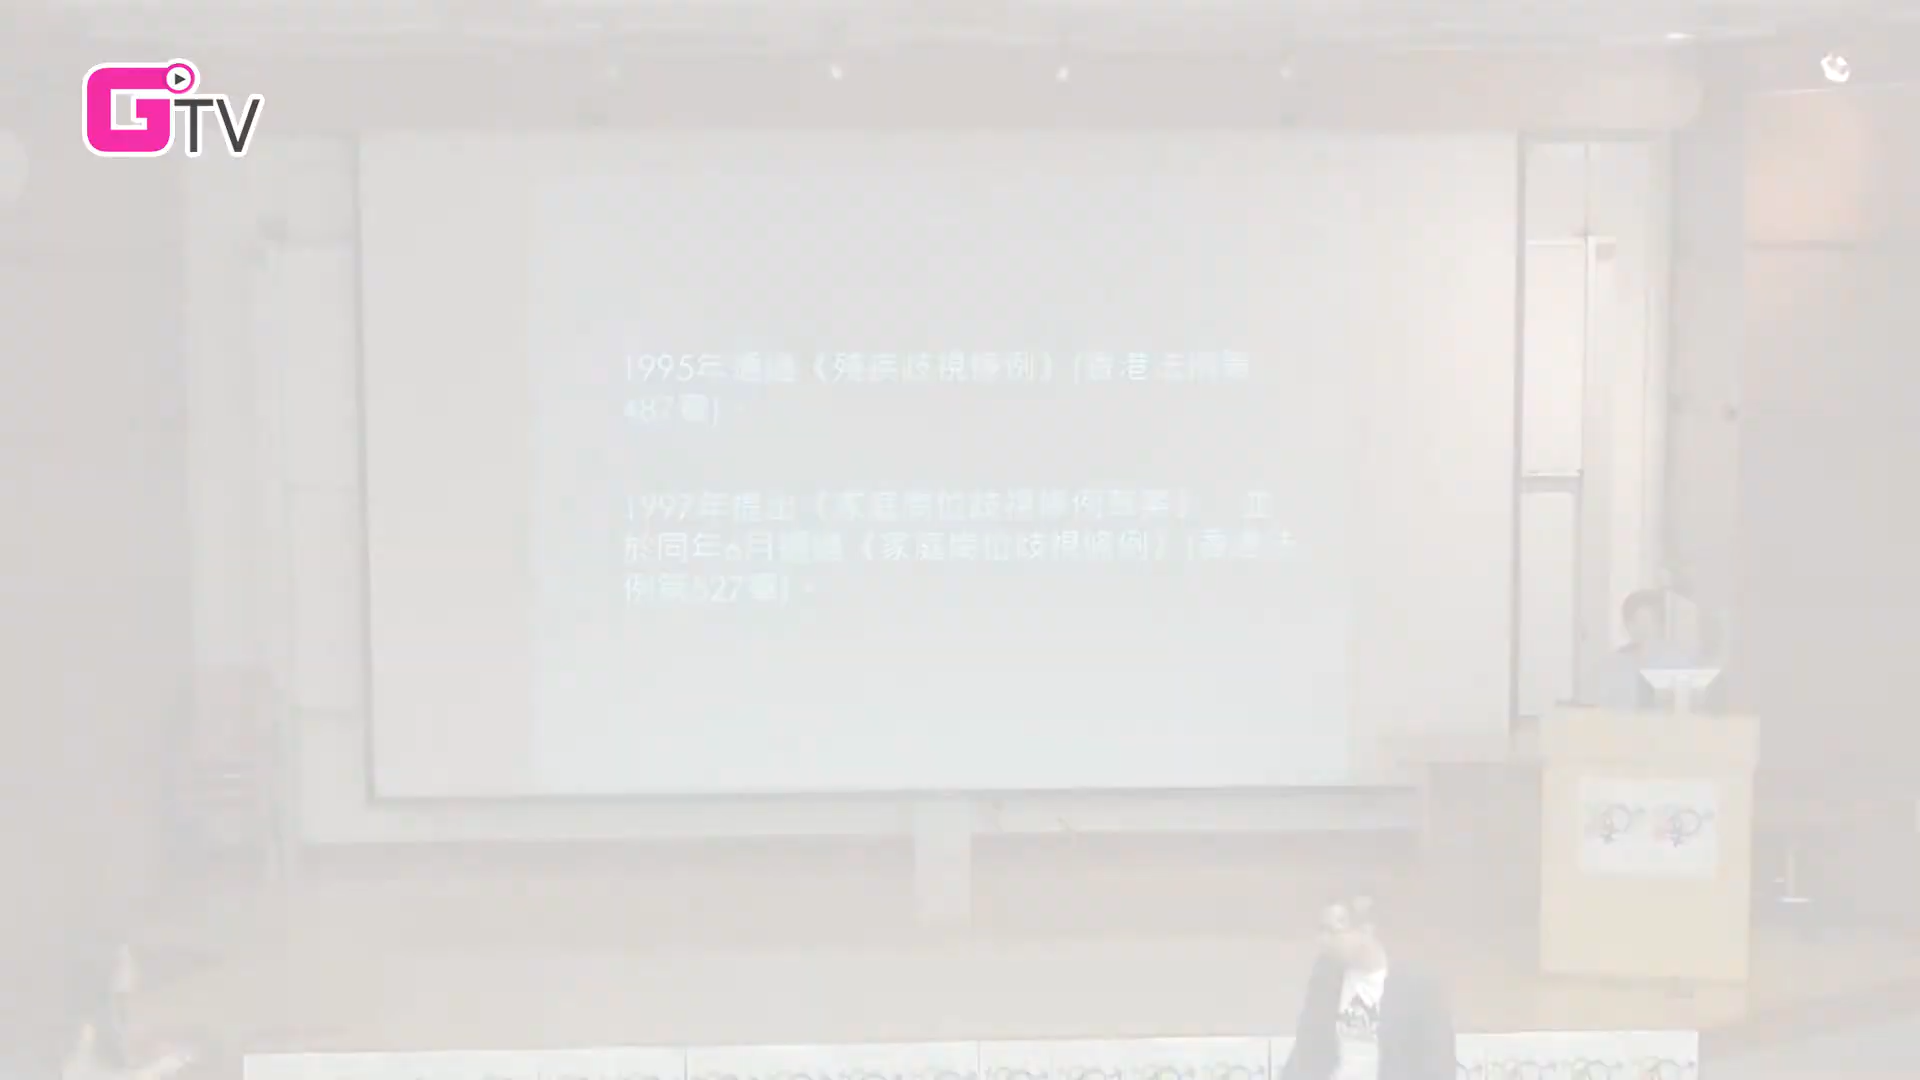 GTV
1995年通過《殘疾歧視條例》(香港法例第
487章)。
1997年提出《家庭崗位歧視條例草案》，並
於同年6月通過《家庭崗位歧視條例》(香港法
例第527章)。